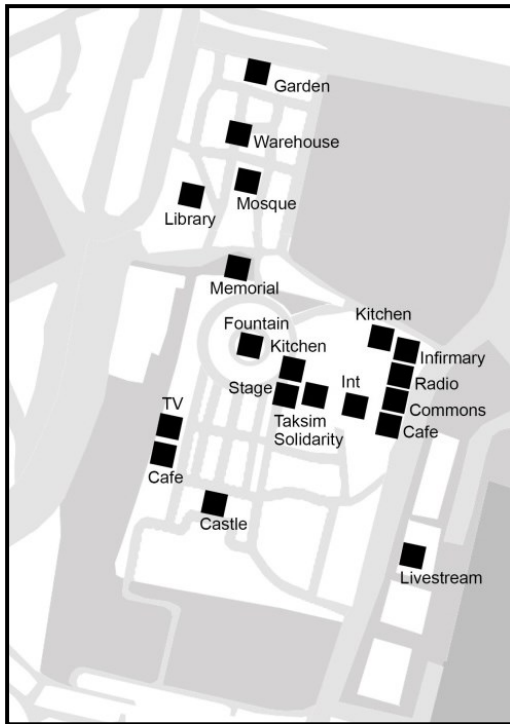 Garden
Warehouse
Mosque
Library
Memorial
Fountain
Kitchen
Kitchen
Infirmary
Radio
Int
Stage
Commons
TV
Taksim
Solidarity
Cafe
Cafe
Castle
Livestream